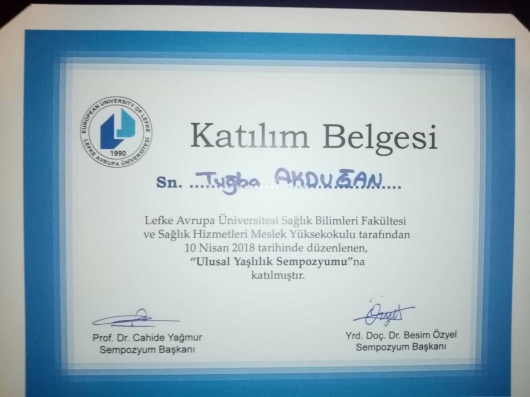 EUROPEAN UNIVERSITY OF LEFKE
LEFKE AVRUPA ÜNİVERSİTESİ
1990
Katılım Belgesi
Sn. ....Tuğba AKDUĞAN....
Lefke Avrupa Üniversitesi Sağlık Bilimleri Fakültesi
ve Sağlık Hizmetleri Meslek Yüksekokulu tarafından
10 Nisan 2018 tarihinde düzenlenen,
“Ulusal Yaşlılık Sempozyumu”na
katılmıştır.
Prof. Dr. Cahide Yağmur
Sempozyum Başkanı
Yrd. Doç. Dr. Besim Özyel
Sempozyum Başkanı